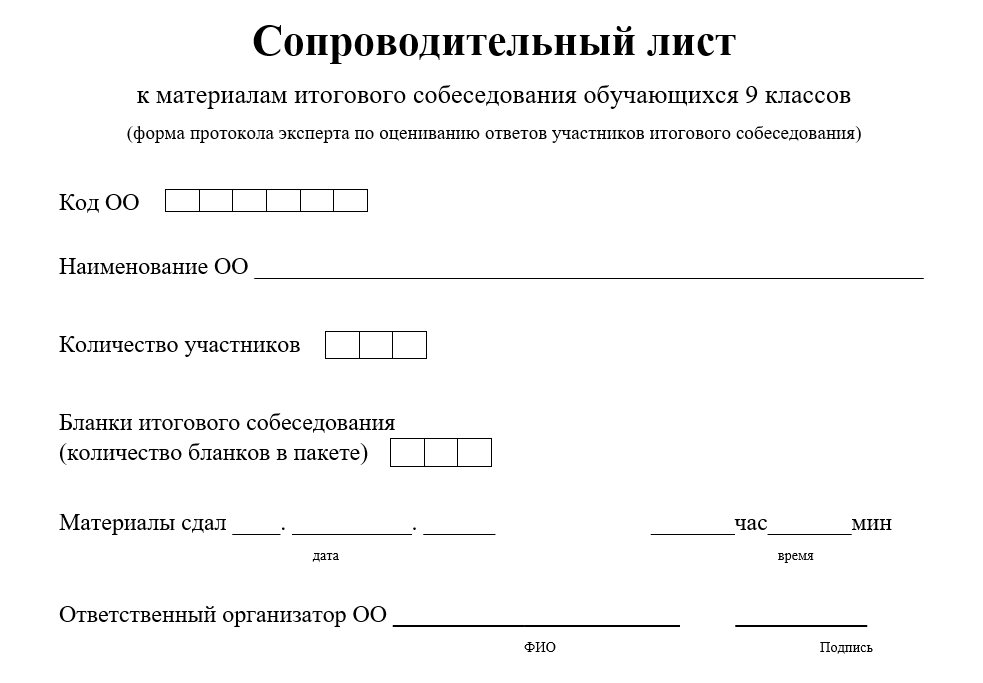 Сопроводительный лист
к материалам итогового собеседования обучающихся 9 классов
(форма протокола эксперта по оцениванию ответов участников итогового собеседования)
Код ОО
Наименование ОО ________________________________________________________
Количество участников
Бланки итогового собеседования
(количество бланков в пакете)
Материалы сдал ____. __________. ______ _______час_______мин
дата время
Ответственный организатор ОО ________________________ ___________
ФИО Подпись